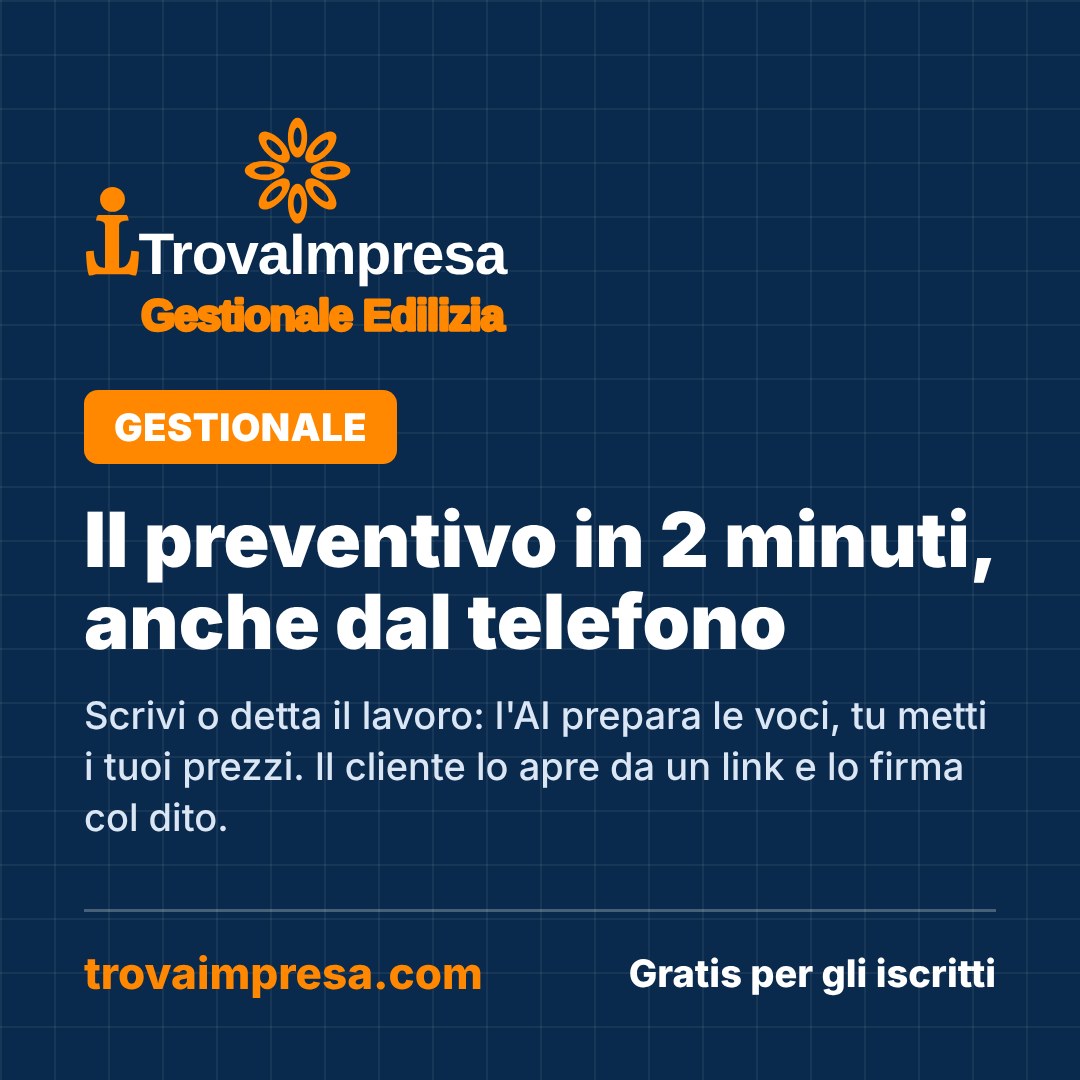 TrovaImpresa
Gestionale Edilizia
GESTIONALE
Il preventivo in 2 minuti,
anche dal telefono
Scrivi o detta il lavoro: l'AI prepara le voci, tu metti
i tuoi prezzi. Il cliente lo apre da un link e lo firma
col dito.
trovaimpresa.com
Gratis per gli iscritti